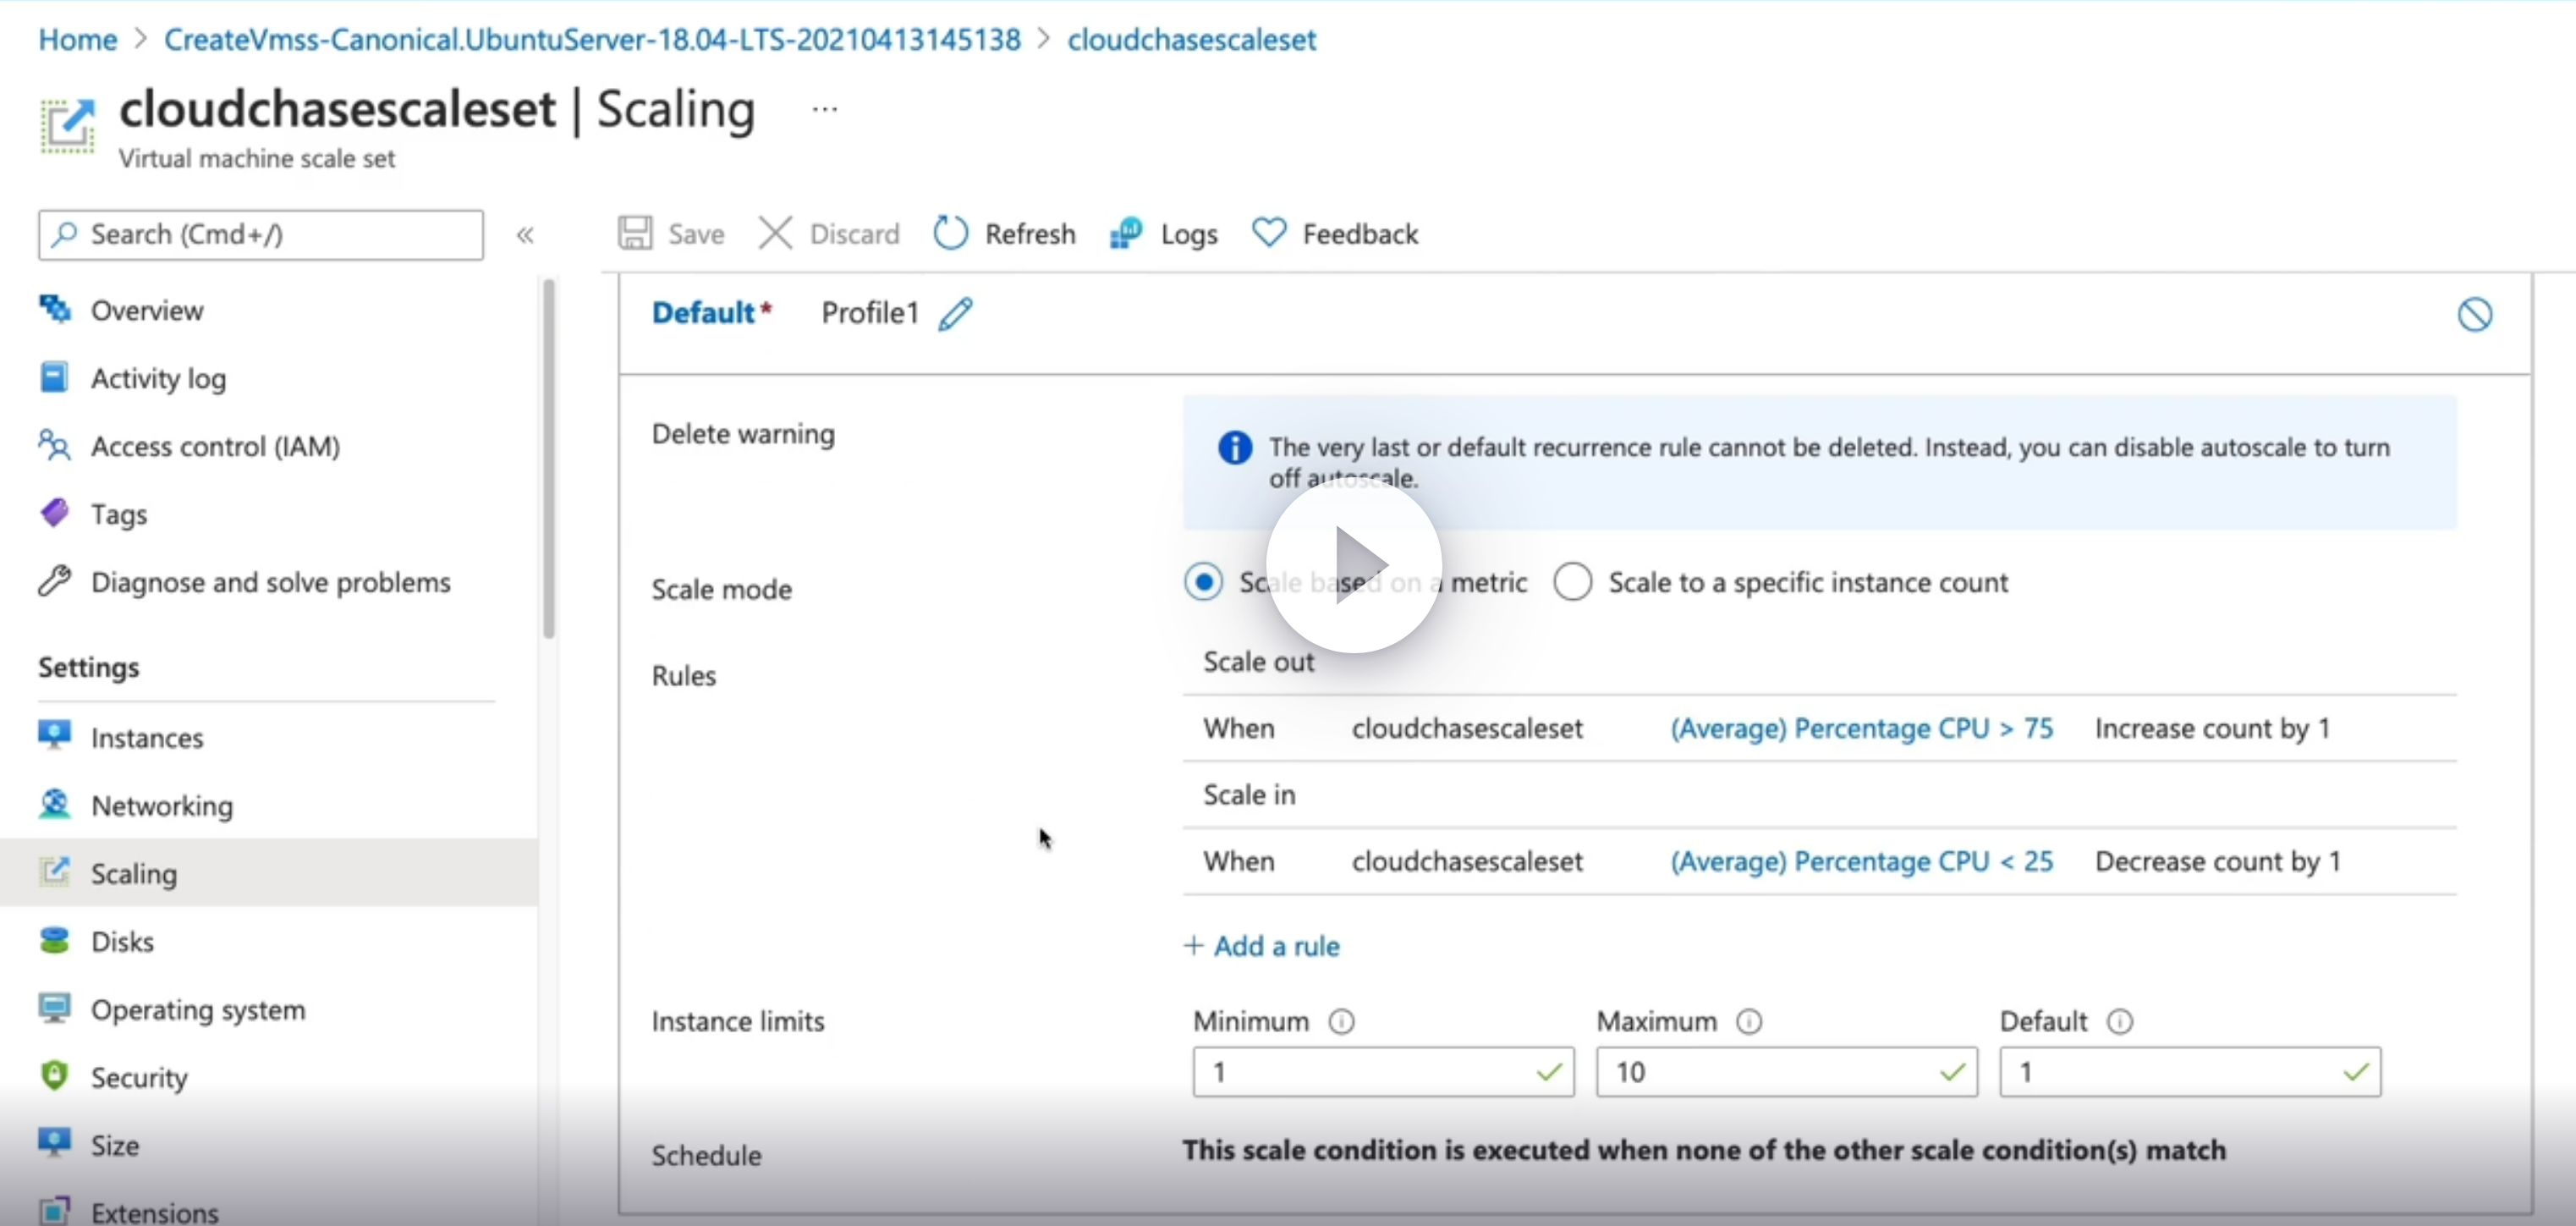 Home > CreateVmss-Canonical.UbuntuServer-18.04-LTS-20210413145138 > cloudchasescaleset
cloudchasescaleset | Scaling ...
Virtual machine scale set
Search (Cmd+/) «
Save Discard Refresh Logs Feedback
Overview
Activity log
Access control (IAM)
Tags
Diagnose and solve problems
Settings
Instances
Networking
Scaling
Disks
Operating system
Security
Size
Extensions
Default* Profile1
Delete warning
The very last or default recurrence rule cannot be deleted. Instead, you can disable autoscale to turn
off autoscale.
Scale mode
Scale based on a metric Scale to a specific instance count
Rules
Scale out
When cloudchasescaleset (Average) Percentage CPU > 75 Increase count by 1
Scale in
When cloudchasescaleset (Average) Percentage CPU < 25 Decrease count by 1
+ Add a rule
Instance limits
Minimum Maximum Default
1 10 1
Schedule
This scale condition is executed when none of the other scale condition(s) match